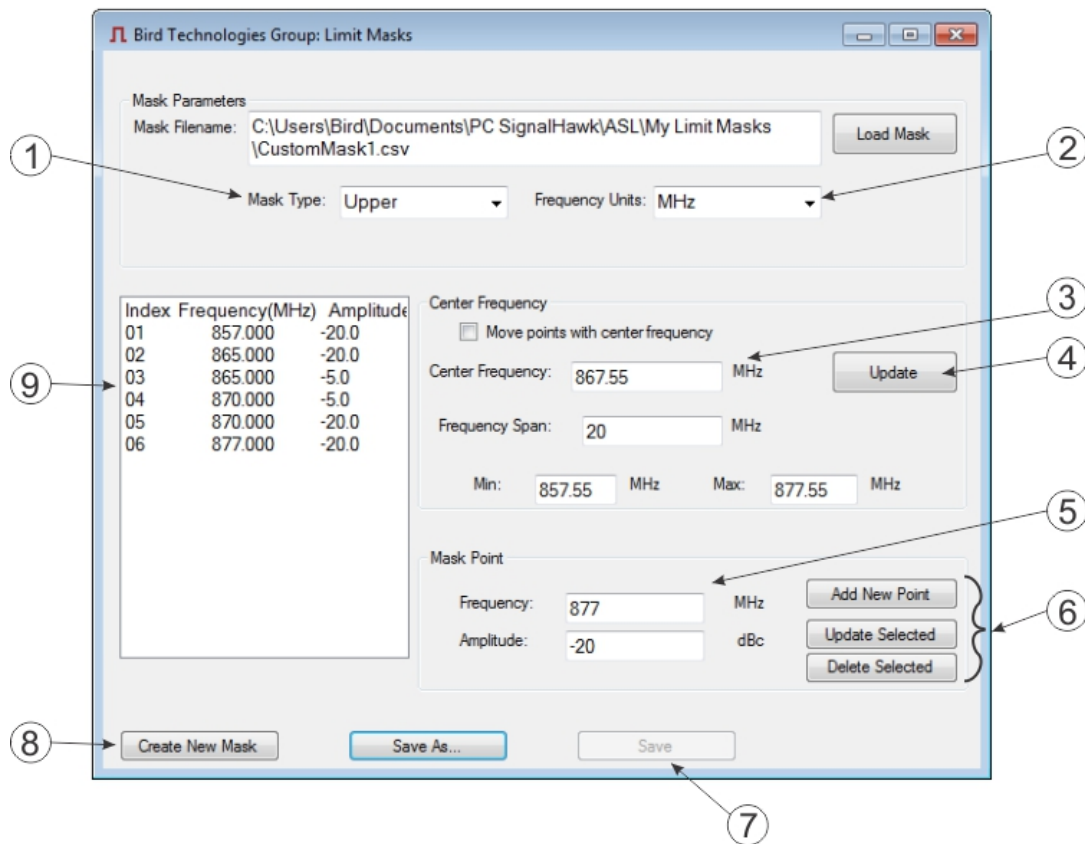 Bird Technologies Group: Limit Masks
Mask Parameters
Mask Filename: C:\Users\Bird\Documents\PC SignalHawk\ASL\My Limit Masks
\CustomMask1.csv
Load Mask
1
2
Mask Type: Upper Frequency Units: MHz
Index Frequency(MHz) Amplitude
01 857.000 -20.0
02 865.000 -20.0
03 865.000 -5.0
04 870.000 -5.0
05 870.000 -20.0
06 877.000 -20.0
9
Center Frequency
Move points with center frequency
3
Center Frequency: 867.55 MHz
Update
4
Frequency Span: 20 MHz
Min: 857.55 MHz Max: 877.55 MHz
5
Mask Point
Frequency: 877 MHz
Amplitude: -20 dBc
Add New Point
Update Selected
Delete Selected
6
8
Create New Mask
Save As...
Save
7